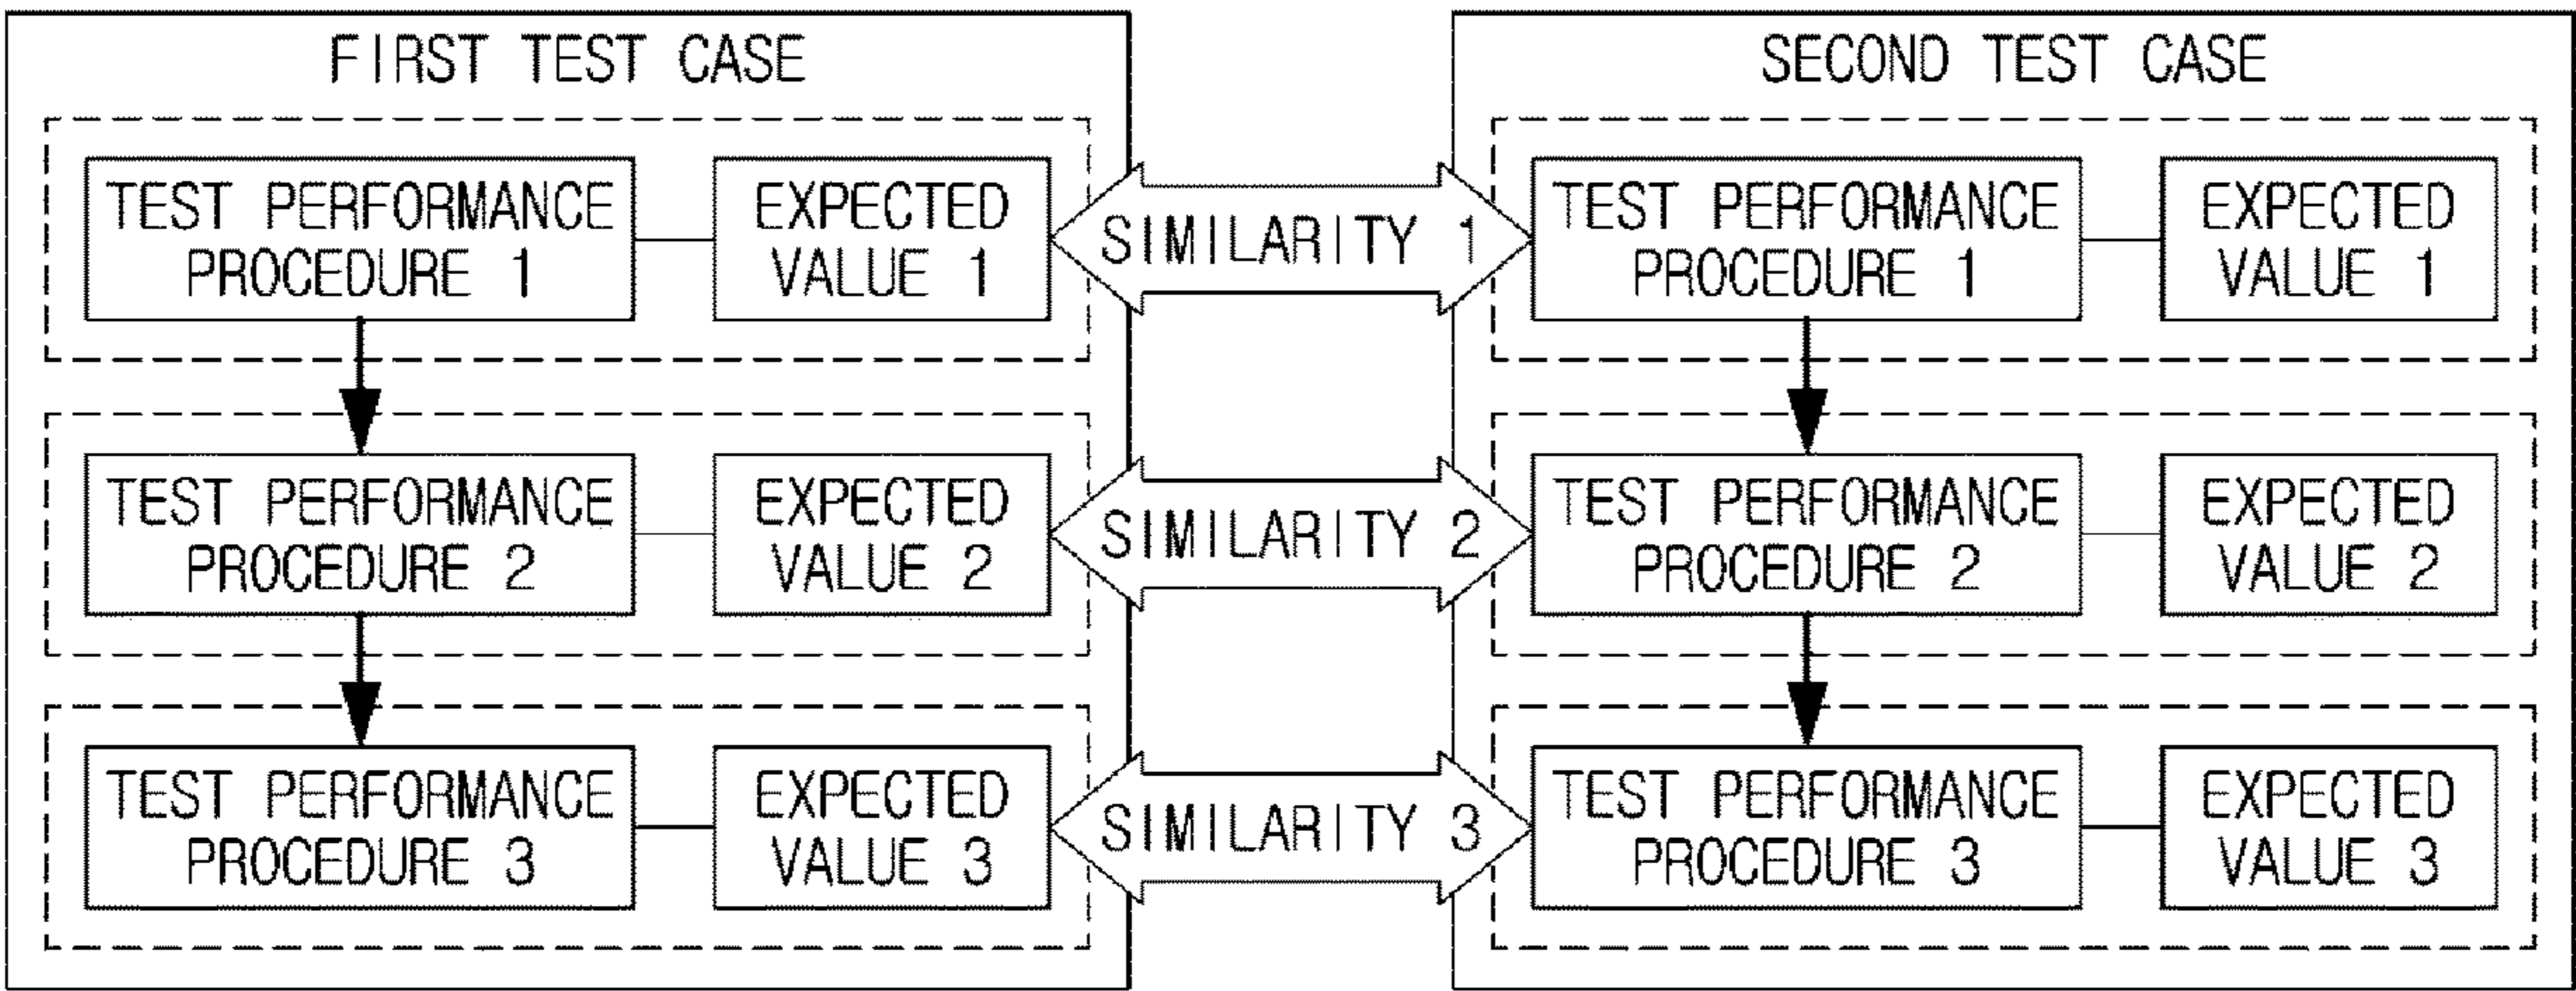 FIRST TEST CASE
TEST PERFORMANCE
PROCEDURE 1
EXPECTED
VALUE 1
TEST PERFORMANCE
PROCEDURE 2
EXPECTED
VALUE 2
TEST PERFORMANCE
PROCEDURE 3
EXPECTED
VALUE 3
SIMILARITY 1
SIMILARITY 2
SIMILARITY 3
SECOND TEST CASE
TEST PERFORMANCE
PROCEDURE 1
EXPECTED
VALUE 1
TEST PERFORMANCE
PROCEDURE 2
EXPECTED
VALUE 2
TEST PERFORMANCE
PROCEDURE 3
EXPECTED
VALUE 3